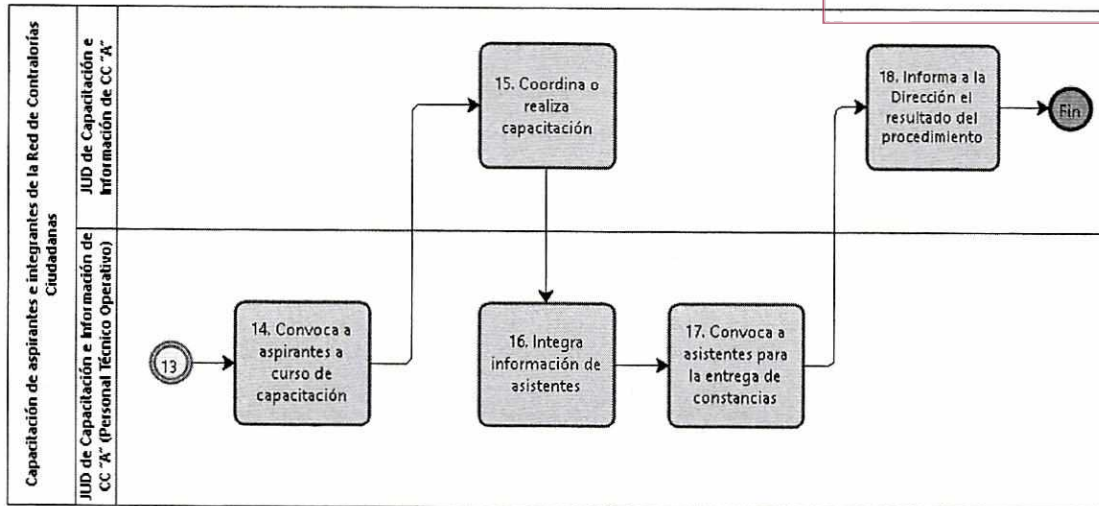 Capacitación de aspirantes e integrantes de la Red de Contralorías
Ciudadanas
JUD de Capacitación e
Información de CC "A"
15. Coordina o
realiza
capacitación
18. Informa a la
Dirección el
resultado del
procedimiento
Fin
JUD de Capacitación e Información de
CC "A" (Personal Técnico Operativo)
13
14. Convoca a
aspirantes a
curso de
capacitación
16. Integra
información de
asistentes
17. Convoca a
asistentes para
la entrega de
constancias